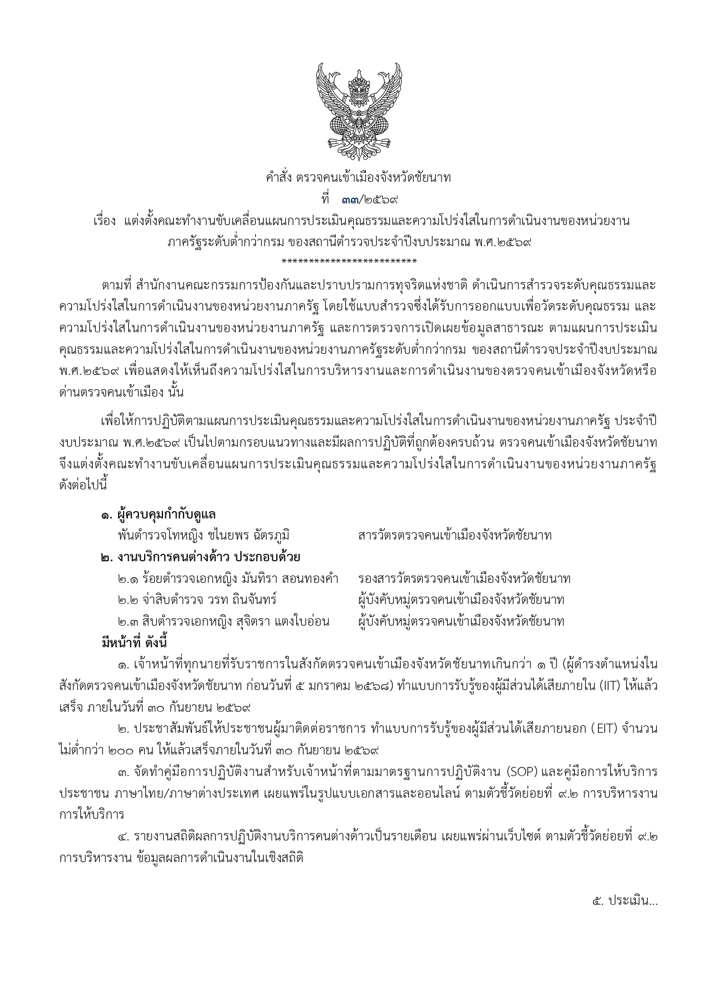 คำสั่ง ตรวจคนเข้าเมืองจังหวัดชัยนาท
ที่ ๓๓/๒๕๖๙
เรื่อง แต่งตั้งคณะทำงานขับเคลื่อนแผนการประเมินคุณธรรมและความโปร่งใสในการดำเนินงานของหน่วยงาน
ภาครัฐระดับต่ำกว่ากรม ของสถานีตำรวจประจำปีงบประมาณ พ.ศ.๒๕๖๙
*************************
ตามที่ สำนักงานคณะกรรมการป้องกันและปราบปรามการทุจริตแห่งชาติ ดำเนินการสำรวจระดับคุณธรรมและ
ความโปร่งใสในการดำเนินงานของหน่วยงานภาครัฐ โดยใช้แบบสำรวจซึ่งได้รับการออกแบบเพื่อวัดระดับคุณธรรม และ
ความโปร่งใสในการดำเนินงานของหน่วยงานภาครัฐ และการตรวจการเปิดเผยข้อมูลสาธารณะ ตามแผนการประเมิน
คุณธรรมและความโปร่งใสในการดำเนินงานของหน่วยงานภาครัฐระดับต่ำกว่ากรม ของสถานีตำรวจประจำปีงบประมาณ
พ.ศ.๒๕๖๙ เพื่อแสดงให้เห็นถึงความโปร่งใสในการบริหารงานและการดำเนินงานของตรวจคนเข้าเมืองจังหวัดหรือ
ด่านตรวจคนเข้าเมือง นั้น
เพื่อให้การปฏิบัติตามแผนการประเมินคุณธรรมและความโปร่งใสในการดำเนินงานของหน่วยงานภาครัฐ ประจำปี
งบประมาณ พ.ศ.๒๕๖๙ เป็นไปตามกรอบแนวทางและมีผลการปฏิบัติที่ถูกต้องครบถ้วน ตรวจคนเข้าเมืองจังหวัดชัยนาท
จึงแต่งตั้งคณะทำงานขับเคลื่อนแผนการประเมินคุณธรรมและความโปร่งใสในการดำเนินงานของหน่วยงานภาครัฐ
ดังต่อไปนี้
๑. ผู้ควบคุมกำกับดูแล
พันตำรวจโทหญิง ชไนยพร ฉัตรภูมิ สารวัตรตรวจคนเข้าเมืองจังหวัดชัยนาท
๒. งานบริการคนต่างด้าว ประกอบด้วย
๒.๑ ร้อยตำรวจเอกหญิง มันทิรา สอนทองคำ รองสารวัตรตรวจคนเข้าเมืองจังหวัดชัยนาท
๒.๒ จ่าสิบตำรวจ วรท ถินจันทร์ ผู้บังคับหมู่ตรวจคนเข้าเมืองจังหวัดชัยนาท
๒.๓ สิบตำรวจเอกหญิง สุจิตรา แตงใบอ่อน ผู้บังคับหมู่ตรวจคนเข้าเมืองจังหวัดชัยนาท
มีหน้าที่ ดังนี้
๑. เจ้าหน้าที่ทุกนายที่รับราชการในสังกัดตรวจคนเข้าเมืองจังหวัดชัยนาทเกินกว่า ๑ ปี (ผู้ดำรงตำแหน่งใน
สังกัดตรวจคนเข้าเมืองจังหวัดชัยนาท ก่อนวันที่ ๕ มกราคม ๒๕๖๘) ทำแบบการรับรู้ของผู้มีส่วนได้เสียภายใน (IIT) ให้แล้ว
เสร็จ ภายในวันที่ ๓๐ กันยายน ๒๕๖๙
๒. ประชาสัมพันธ์ให้ประชาชนผู้มาติดต่อราชการ ทำแบบการรับรู้ของผู้มีส่วนได้เสียภายนอก (EIT) จำนวน
ไม่ต่ำกว่า ๒๐๐ คน ให้แล้วเสร็จภายในวันที่ ๓๐ กันยายน ๒๕๖๙
๓. จัดทำคู่มือการปฏิบัติงานสำหรับเจ้าหน้าที่ตามมาตรฐานการปฏิบัติงาน (SOP) และคู่มือการให้บริการ
ประชาชน ภาษาไทย/ภาษาต่างประเทศ เผยแพร่ในรูปแบบเอกสารและออนไลน์ ตามตัวชี้วัดย่อยที่ ๙.๒ การบริหารงาน
การให้บริการ
๔. รายงานสถิติผลการปฏิบัติงานบริการคนต่างด้าวเป็นรายเดือน เผยแพร่ผ่านเว็บไซต์ ตามตัวชี้วัดย่อยที่ ๙.๒
การบริหารงาน ข้อมูลผลการดำเนินงานในเชิงสถิติ
๕. ประเมิน...